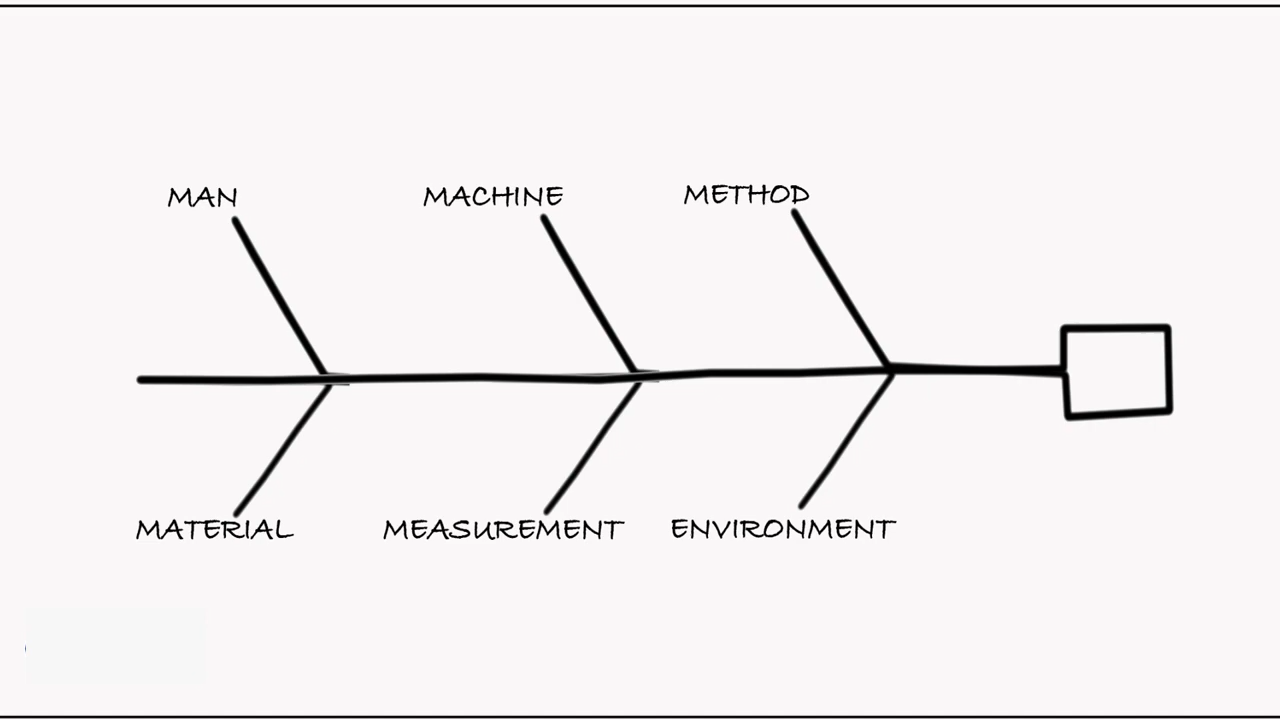 MAN
MACHINE
METHOD
MATERIAL
MEASUREMENT
ENVIRONMENT